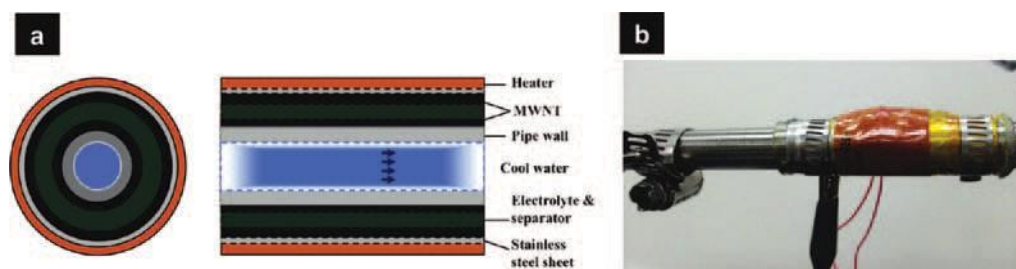 a
Heater
MWNT
Pipe wall
Cool water
Electrolyte &
separator
Stainless
steel sheet
b